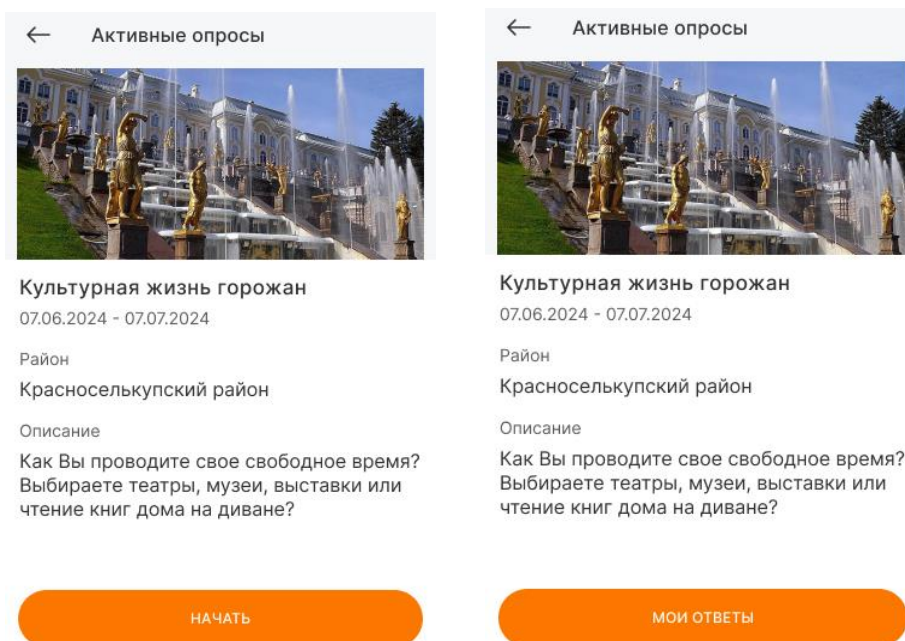 Активные опросы
Культурная жизнь горожан
07.06.2024 - 07.07.2024
Район
Красноселькупский район
Описание
Как Вы проводите свое свободное время?
Выбираете театры, музеи, выставки или
чтение книг дома на диване?
НАЧАТЬ
Активные опросы
Культурная жизнь горожан
07.06.2024 - 07.07.2024
Район
Красноселькупский район
Описание
Как Вы проводите свое свободное время?
Выбираете театры, музеи, выставки или
чтение книг дома на диване?
МОИ ОТВЕТЫ